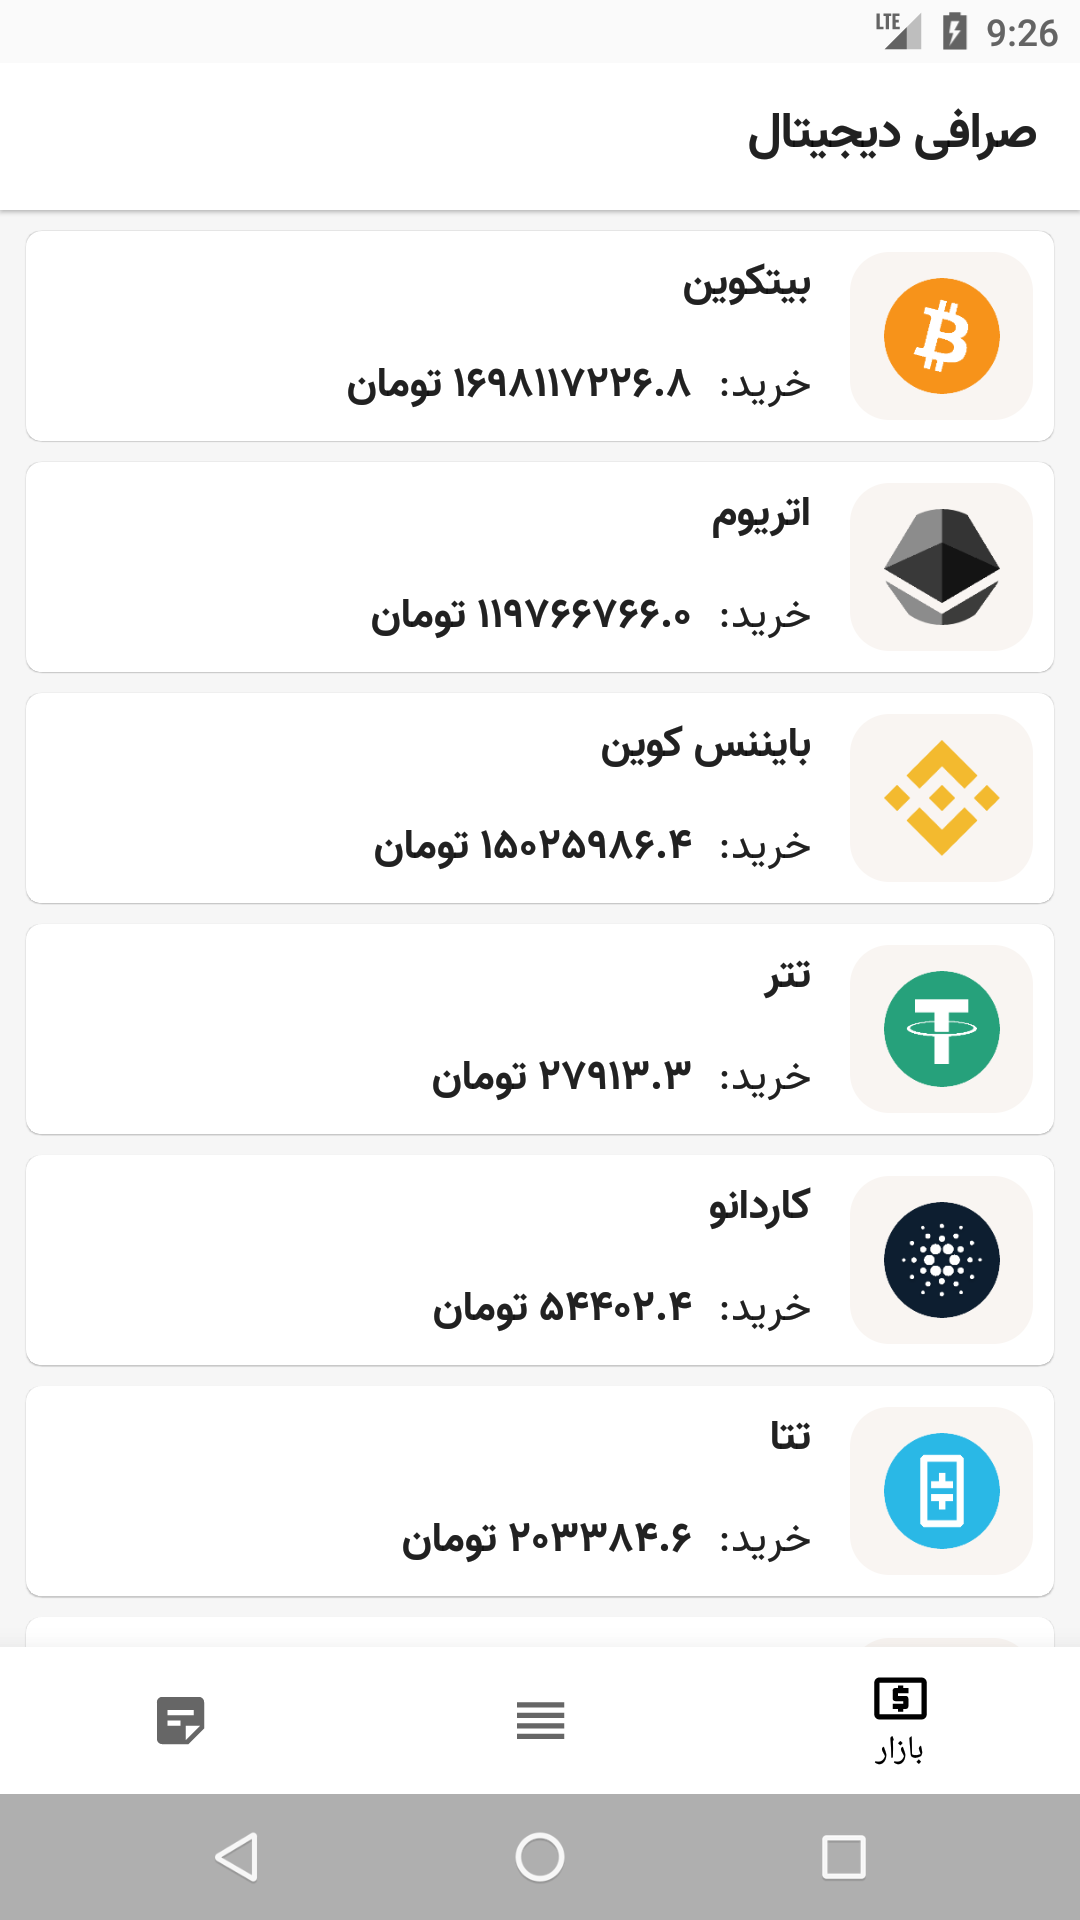 LTE 9:26
صرافی دیجیتال
بیتکوین
خرید: ۱۶۹۸۱۱۷۲۲۶.۸ تومان
اتریوم
خرید: ۱۱۹۷۶۶۷۶۶.۰ تومان
بایننس کوین
خرید: ۱۵۰۲۵۹۸۶.۴ تومان
تتر
خرید: ۲۷۹۱۳.۳ تومان
کاردانو
خرید: ۵۴۴۰۲.۴ تومان
تتا
خرید: ۲۰۳۳۸۴.۶ تومان
بازار